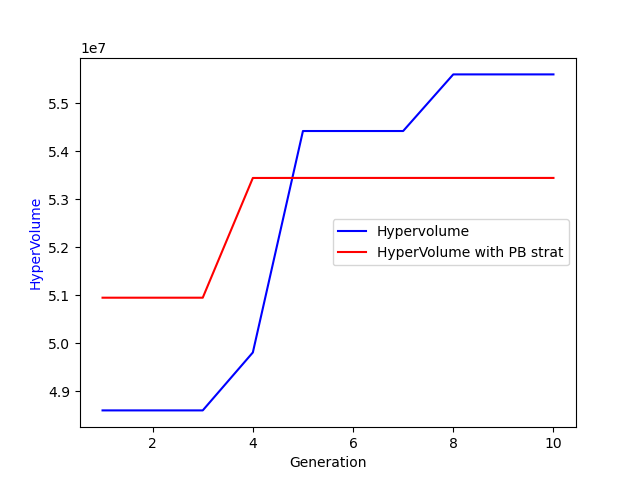 1e7
5.5
5.4
5.3
5.2
5.1
5.0
4.9
HyperVolume
Hypervolume
HyperVolume with PB strat
2
4
6
8
10
Generation